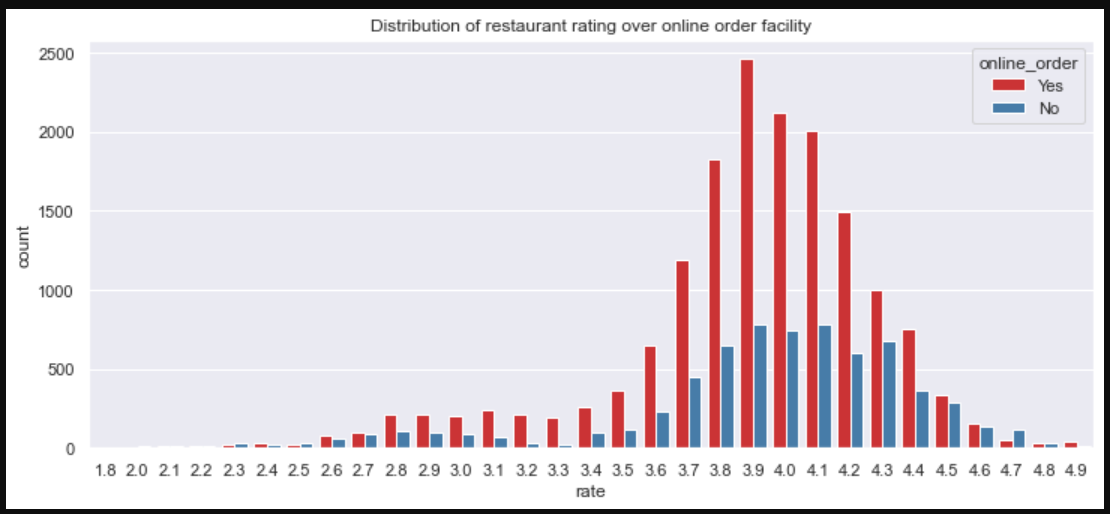 Distribution of restaurant rating over online order facility
online_order
Yes
No
2500
2000
1500
1000
500
0
count
1.8 2.0 2.1 2.2 2.3 2.4 2.5 2.6 2.7 2.8 2.9 3.0 3.1 3.2 3.3 3.4 3.5 3.6 3.7 3.8 3.9 4.0 4.1 4.2 4.3 4.4 4.5 4.6 4.7 4.8 4.9
rate